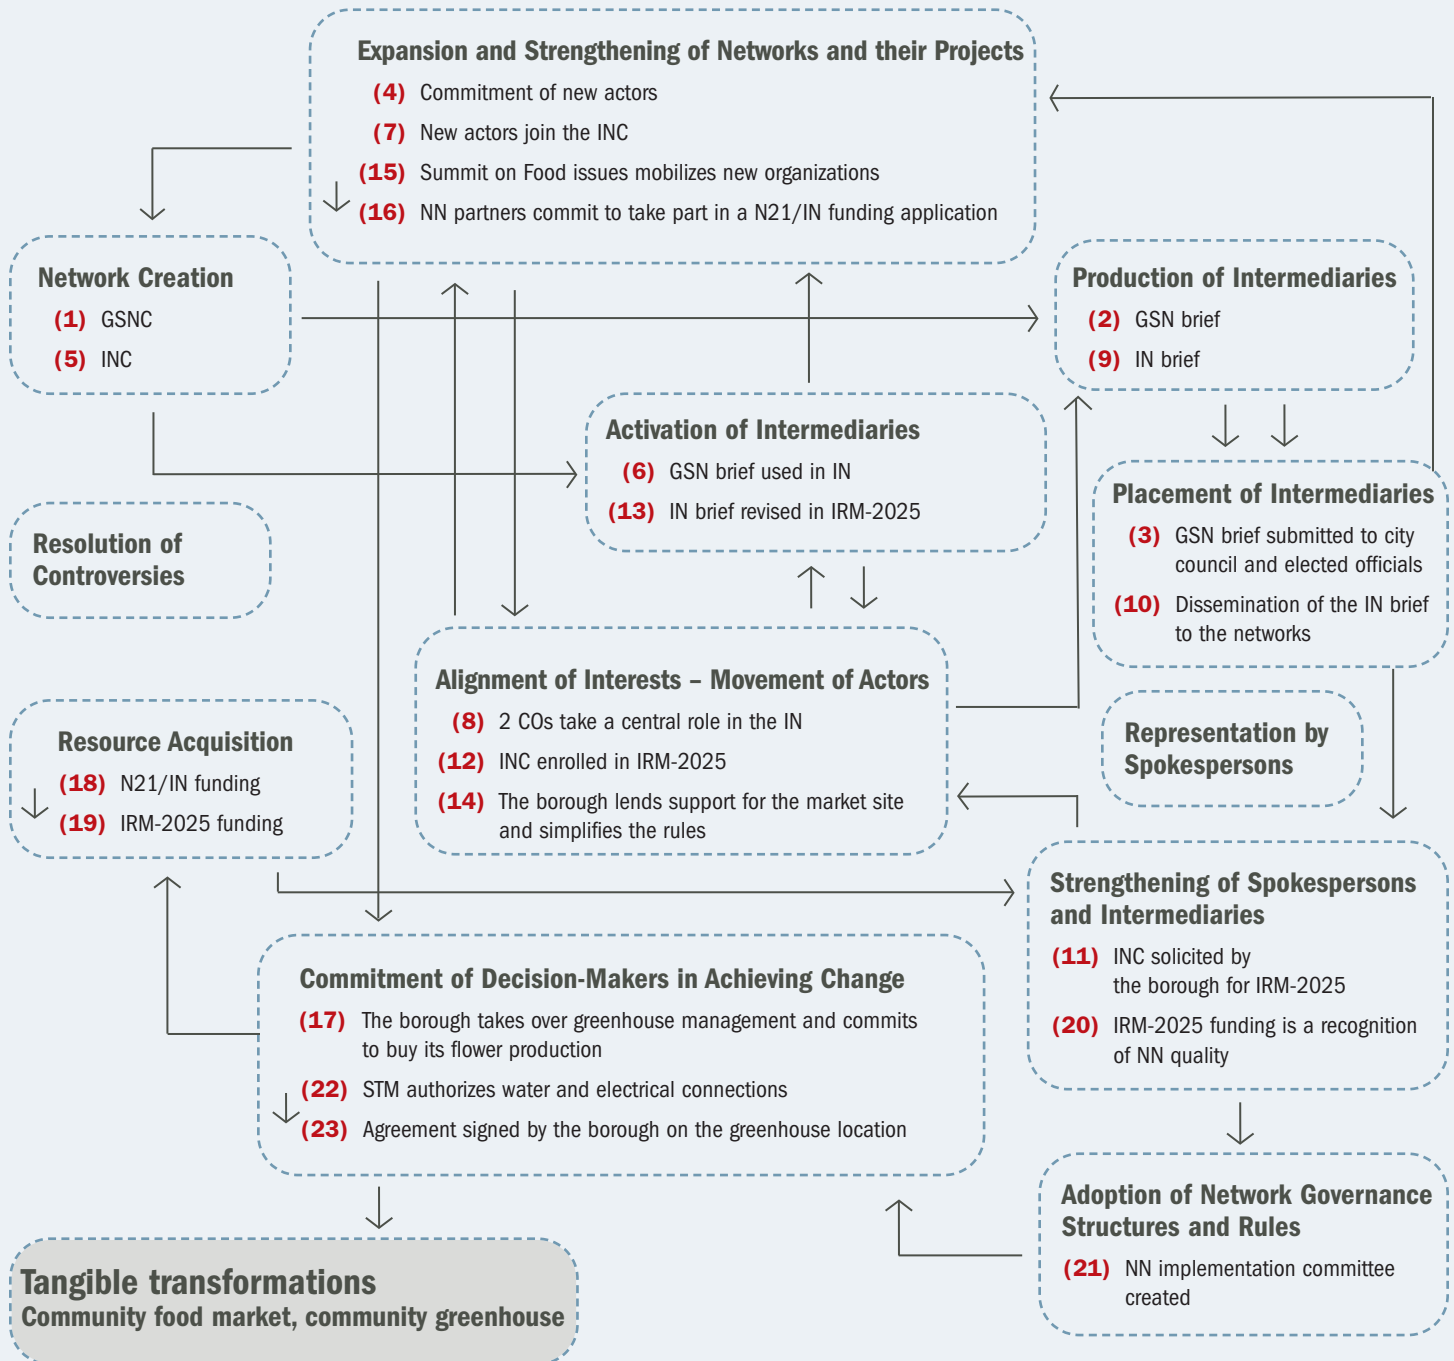 Expansion and Strengthening of Networks and their Projects
(4) Commitment of new actors
(7) New actors join the INC
(15) Summit on Food issues mobilizes new organizations
(16) NN partners commit to take part in a N21/IN funding application
Network Creation
(1) GSNC
(5) INC
Production of Intermediaries
(2) GSN brief
(9) IN brief
Activation of Intermediaries
(6) GSN brief used in IN
(13) IN brief revised in IRM-2025
Placement of Intermediaries
(3) GSN brief submitted to city
council and elected officials
(10) Dissemination of the IN brief
to the networks
Resolution of
Controversies
Alignment of Interests – Movement of Actors
(8) 2 COs take a central role in the IN
(12) INC enrolled in IRM-2025
(14) The borough lends support for the market site
and simplifies the rules
Representation by
Spokespersons
Resource Acquisition
(18) N21/IN funding
(19) IRM-2025 funding
Strengthening of Spokespersons
and Intermediaries
(11) INC solicited by
the borough for IRM-2025
(20) IRM-2025 funding is a recognition
of NN quality
Commitment of Decision-Makers in Achieving Change
(17) The borough takes over greenhouse management and commits
to buy its flower production
(22) STM authorizes water and electrical connections
(23) Agreement signed by the borough on the greenhouse location
Adoption of Network Governance
Structures and Rules
(21) NN implementation committee
created
Tangible transformations
Community food market, community greenhouse